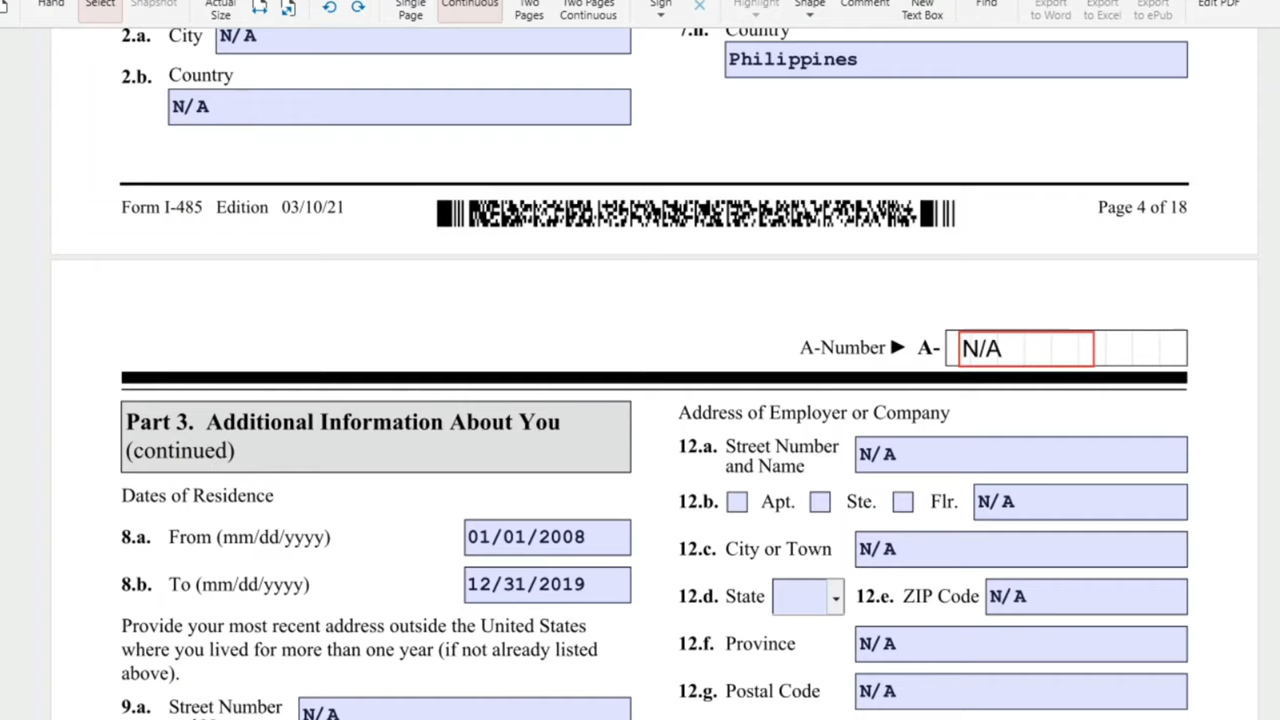 Hand
Select
Snapshot
Actual
Size
Single
Page
Continuous
Two
Pages
Two Pages
Continuous
Sign
Highlight
Shape
Comment
New
Text Box
Find
Export
to Word
Export
to Excel
Export
to ePub
Edit PDF
2.a. City N/A
2.b. Country
N/A
7.h. Country
Philippines
Form I-485 Edition 03/10/21
Page 4 of 18
A-Number ► A- N/A
Part 3. Additional Information About You
(continued)
Dates of Residence
8.a. From (mm/dd/yyyy) 01/01/2008
8.b. To (mm/dd/yyyy) 12/31/2019
Provide your most recent address outside the United States
where you lived for more than one year (if not already listed
above).
9.a. Street Number
N/A
Address of Employer or Company
12.a. Street Number
and Name N/A
12.b. Apt. Ste. Flr. N/A
12.c. City or Town N/A
12.d. State 12.e. ZIP Code N/A
12.f. Province N/A
12.g. Postal Code N/A